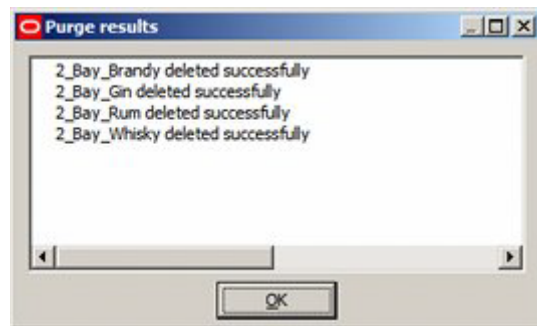 Purge results
2_Bay_Brandy deleted successfully
2_Bay_Gin deleted successfully
2_Bay_Rum deleted successfully
2_Bay_Whisky deleted successfully
OK